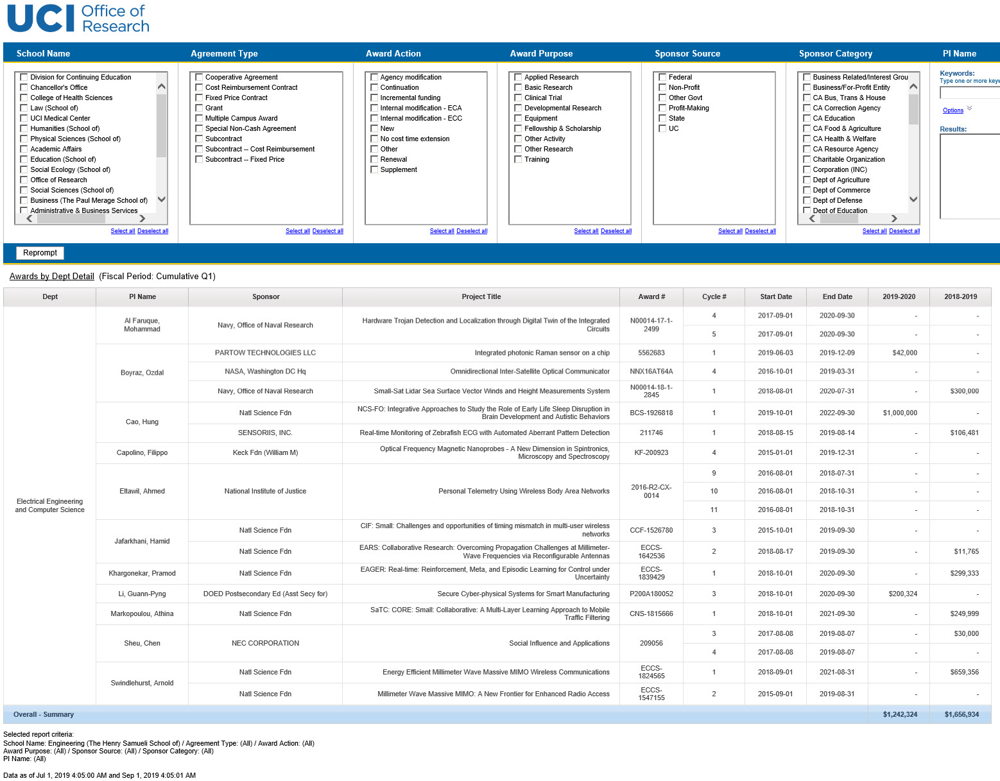 UCI Office of
Research
School Name
Agreement Type
Award Action
Award Purpose
Sponsor Source
Sponsor Category
PI Name
Division for Continuing Education
Chancellor's Office
College of Health Sciences
Law (School of)
UCI Medical Center
Humanities (School of)
Physical Sciences (School of)
Academic Affairs
Education (School of)
Social Ecology (School of)
Office of Research
Social Sciences (School of)
Business (The Paul Merage School of)
Administrative & Business Services
Select all Deselect all
Cooperative Agreement
Cost Reimbursement Contract
Fixed Price Contract
Grant
Multiple Campus Award
Special Non-Cash Agreement
Subcontract
Subcontract -- Cost Reimbursement
Subcontract -- Fixed Price
Select all Deselect all
Agency modification
Continuation
Incremental funding
Internal modification - ECA
Internal modification - ECC
New
No cost time extension
Other
Renewal
Supplement
Select all Deselect all
Applied Research
Basic Research
Clinical Trial
Developmental Research
Equipment
Fellowship & Scholarship
Other Activity
Other Research
Training
Select all Deselect all
Federal
Non-Profit
Other Govt
Profit-Making
State
UC
Select all Deselect all
Business Related/Interest Grou
Business/For-Profit Entity
CA Bus, Trans & House
CA Correction Agency
CA Education
CA Food & Agriculture
CA Health & Welfare
CA Resource Agency
Charitable Organization
Corporation (INC)
Dept of Agriculture
Dept of Commerce
Dept of Defense
Dept of Education
Select all Deselect all
Keywords:
Type one or more keyw
Options
Results:
Reprompt
Awards by Dept Detail (Fiscal Period: Cumulative Q1)
Dept PI Name Sponsor Project Title Award # Cycle # Start Date End Date 2019-2020 2018-2019
Electrical Engineering
and Computer Science
Al Faruque,
Mohammad
Navy, Office of Naval Research
Hardware Trojan Detection and Localization through Digital Twin of the Integrated
Circuits
N00014-17-1-
2499
4 2017-09-01 2020-09-30 - -
5 2017-09-01 2020-09-30 - -
Boyraz, Ozdal
PARTOW TECHNOLOGIES LLC Integrated photonic Raman sensor on a chip 5562683 1 2019-06-03 2019-12-09 $42,000 -
NASA, Washington DC Hq Omnidirectional Inter-Satellite Optical Communicator NNX16AT64A 4 2016-10-01 2019-03-31 - -
Navy, Office of Naval Research Small-Sat Lidar Sea Surface Vector Winds and Height Measurements System
N00014-18-1-
2845
1 2018-08-01 2020-07-31 - $300,000
Cao, Hung
Natl Science Fdn
NCS-FO: Integrative Approaches to Study the Role of Early Life Sleep Disruption in
Brain Development and Autistic Behaviors
BCS-1926818 1 2019-10-01 2022-09-30 $1,000,000 -
SENSORIIS, INC. Real-time Monitoring of Zebrafish ECG with Automated Aberrant Pattern Detection 211746 1 2018-08-15 2019-08-14 - $106,481
Capolino, Filippo Keck Fdn (William M)
Optical Frequency Magnetic Nanoprobes - A New Dimension in Spintronics,
Microscopy and Spectroscopy
KF-200923 4 2015-01-01 2019-12-31 - -
Eltawil, Ahmed National Institute of Justice Personal Telemetry Using Wireless Body Area Networks
2016-R2-CX-
0014
9 2016-08-01 2018-07-31 - -
10 2016-08-01 2018-10-31 - -
11 2016-08-01 2018-10-31 - -
Jafarkhani, Hamid
Natl Science Fdn
CIF: Small: Challenges and opportunities of timing mismatch in multi-user wireless
networks
CCF-1526780 3 2015-10-01 2019-09-30 - -
Natl Science Fdn
EARS: Collaborative Research: Overcoming Propagation Challenges at Millimeter-
Wave Frequencies via Reconfigurable Antennas
ECCS-
1642536
2 2018-08-17 2019-09-30 - $11,765
Khargonekar, Pramod Natl Science Fdn
EAGER: Real-time: Reinforcement, Meta, and Episodic Learning for Control under
Uncertainty
ECCS-
1839429
1 2018-10-01 2020-09-30 - $299,333
Li, Guann-Pyng DOED Postsecondary Ed (Asst Secy for) Secure Cyber-physical Systems for Smart Manufacturing P200A180052 3 2018-10-01 2020-09-30 $200,324 -
Markopoulou, Athina Natl Science Fdn
SaTC: CORE: Small: Collaborative: A Multi-Layer Learning Approach to Mobile
Traffic Filtering
CNS-1815666 1 2018-10-01 2021-09-30 - $249,999
Sheu, Chen NEC CORPORATION Social Influence and Applications 209056
3 2017-08-08 2019-08-07 - $30,000
4 2017-08-08 2019-08-07 - -
Swindlehurst, Arnold
Natl Science Fdn Energy Efficient Millimeter Wave Massive MIMO Wireless Communications
ECCS-
1824565
1 2018-09-01 2021-08-31 - $659,356
Natl Science Fdn Millimeter Wave Massive MIMO: A New Frontier for Enhanced Radio Access
ECCS-
1547155
2 2015-09-01 2019-08-31 - -
Overall - Summary $1,242,324 $1,656,934
Selected report criteria:
School Name: Engineering (The Henry Samueli School of) / Agreement Type: (All) / Award Action: (All)
Award Purpose: (All) / Sponsor Source: (All) / Sponsor Category: (All)
PI Name: (All)
Data as of Jul 1, 2019 4:05:00 AM and Sep 1, 2019 4:05:01 AM